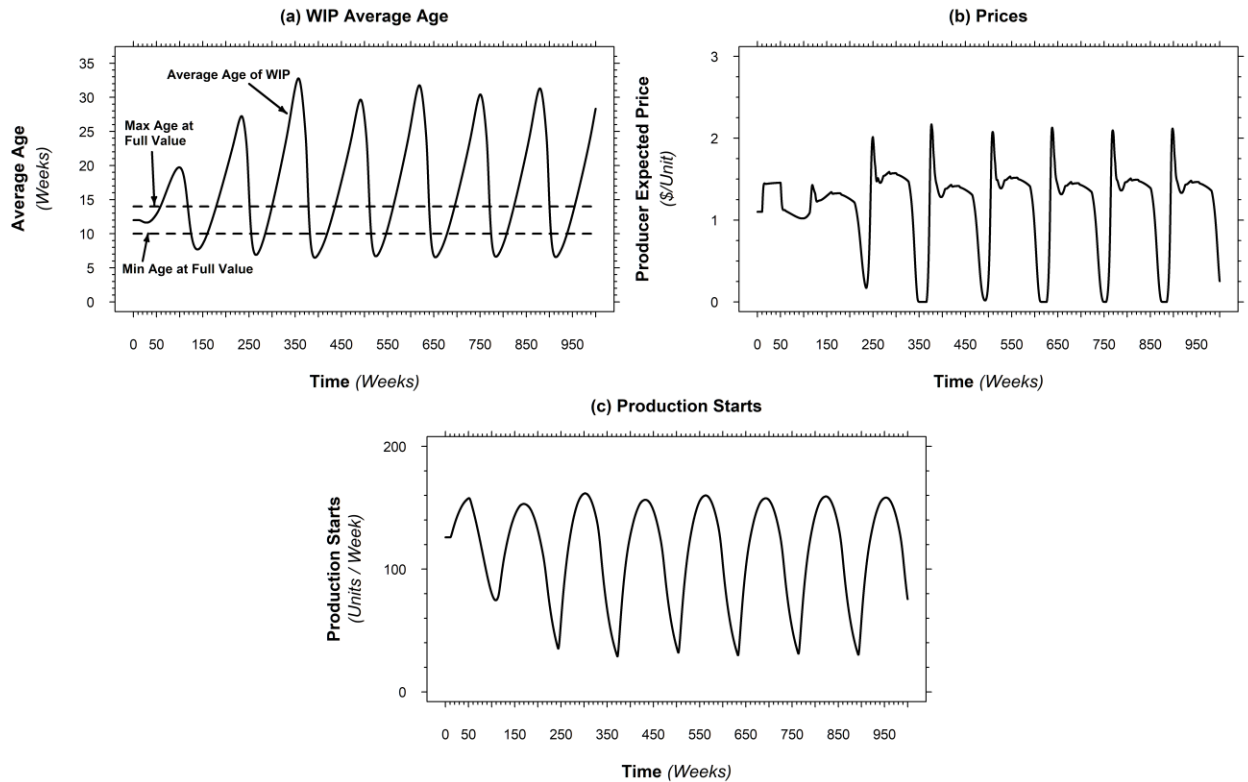 (a) WIP Average Age
Average Age
(Weeks)
35
30
25
20
15
10
5
0
Average Age of WIP
Max Age at
Full Value
Min Age at Full Value
0 50 150 250 350 450 550 650 750 850 950
Time (Weeks)
(b) Prices
Producer Expected Price
($/Unit)
3
2
1
0
0 50 150 250 350 450 550 650 750 850 950
Time (Weeks)
(c) Production Starts
Production Starts
(Units / Week)
200
100
0
0 50 150 250 350 450 550 650 750 850 950
Time (Weeks)